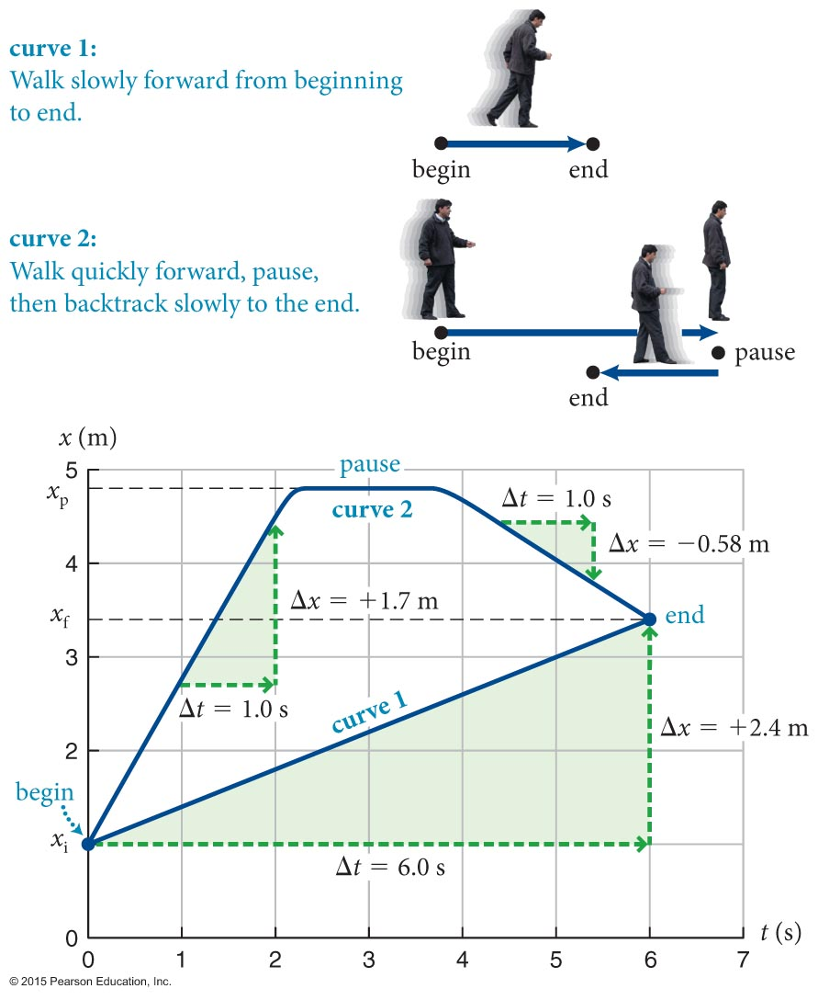 curve 1:
Walk slowly forward from beginning
to end.
begin
end
curve 2:
Walk quickly forward, pause,
then backtrack slowly to the end.
begin
pause
end
x (m)
5
pause
xp
curve 2
Δt = 1.0 s
Δx = −0.58 m
4
Δx = +1.7 m
xf
end
3
Δt = 1.0 s
curve 1
Δx = +2.4 m
2
begin
xi
Δt = 6.0 s
0
t (s)
0 1 2 3 4 5 6 7
© 2015 Pearson Education, Inc.